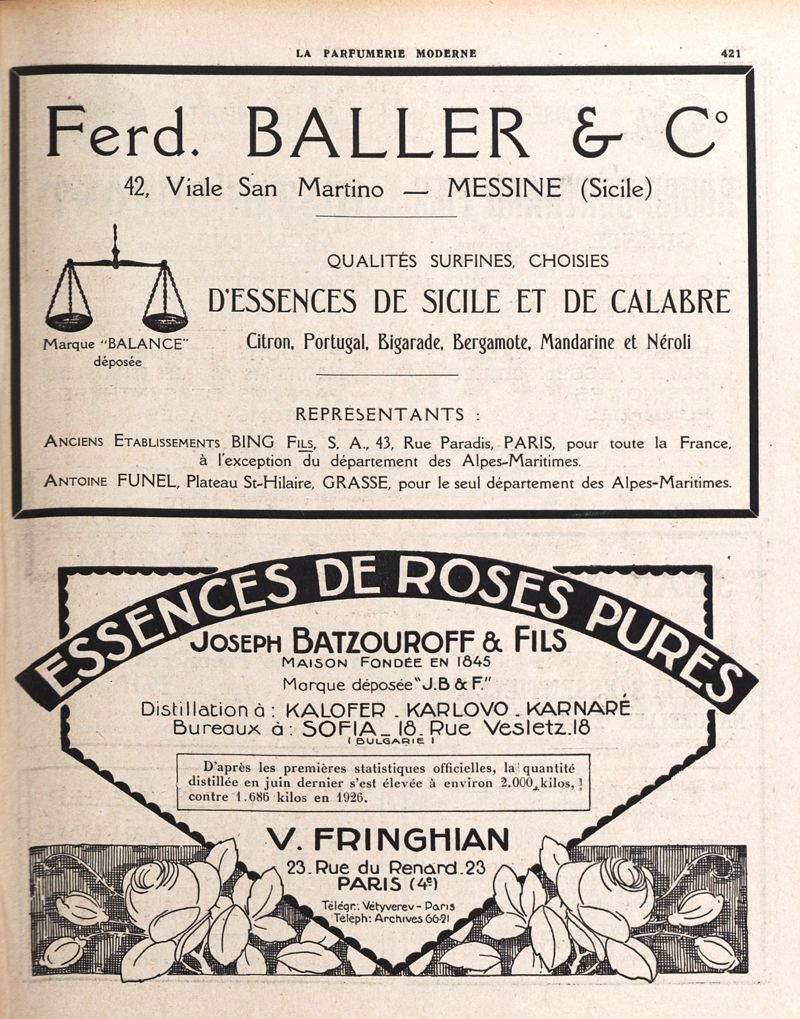 LA PARFUMERIE MODERNE
421
Ferd. BALLER & Cº
42, Viale San Martino — MESSINE (Sicile)
QUALITÉS SURFINES, CHOISIES
D'ESSENCES DE SICILE ET DE CALABRE
Citron, Portugal, Bigarade, Bergamote, Mandarine et Néroli
Marque "BALANCE"
déposée
REPRÉSENTANTS :
ANCIENS ETABLISSEMENTS BING FILS, S, A., 43, Rue Paradis, PARIS, pour toute la France,
à l'exception du département des Alpes-Maritimes.
ANTOINE FUNEL, Plateau St-Hilaire, GRASSE, pour le seul département des Alpes-Maritimes.
ESSENCES DE ROSES PURES
JOSEPH BATZOUROFF & FILS
MAISON FONDÉE EN 1845
Marque déposée "J.B & F."
Distillation à : KALOFER - KARLOVO - KARNARÉ
Bureaux à : SOFIA - 18, Rue Vesletz.18
(BULGARIE)
D'après les premières statistiques officielles, la quantité
distillée en juin dernier s'est élevée à environ 2.000 kilos,
contre 1.686 kilos en 1926.
V. FRINGHIAN
23. Rue du Renard.23
PARIS (4e)
Télégr.: Vétyverev - Paris
Téléph: Archives 66-21